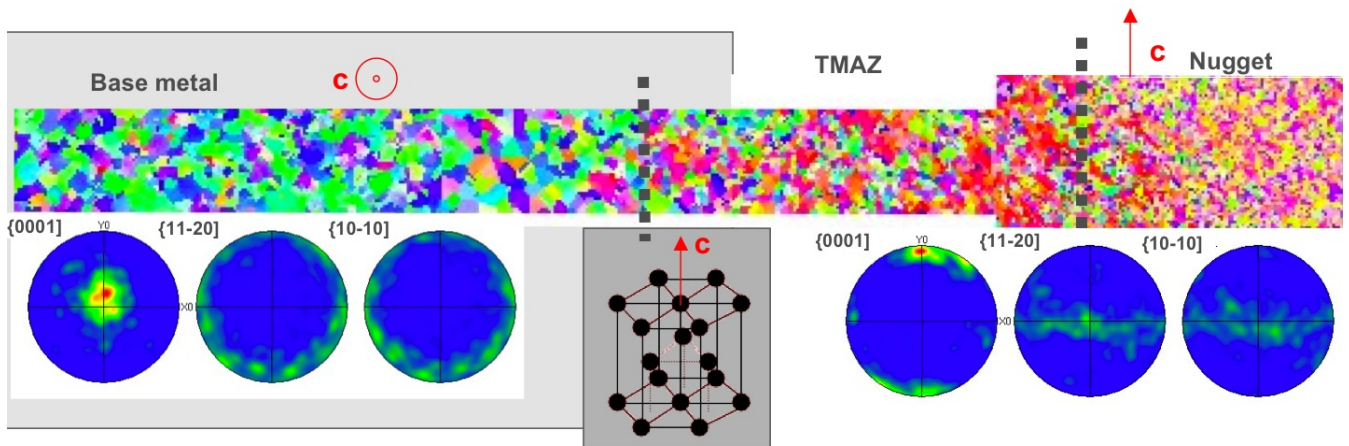 Base metal
C
TMAZ
C
Nugget
{0001]
Y0
{11-20]
{10-10]
X0
C
{0001]
Y0
{11-20]
{10-10]
X0